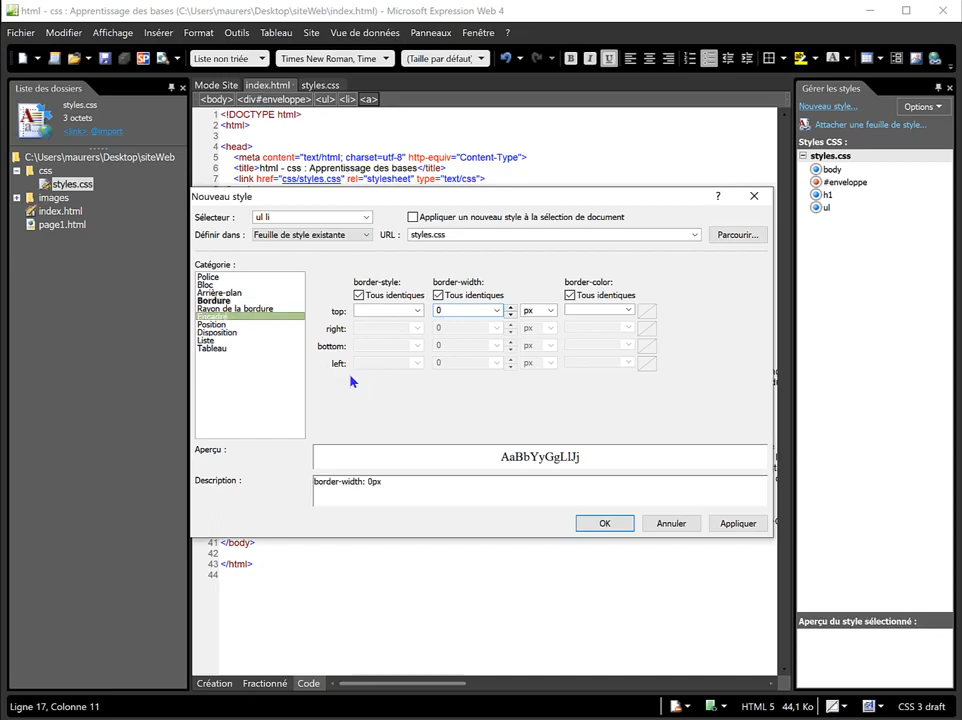 html - css : Apprentissage des bases (C:\Users\maurers\Desktop\siteWeb\index.html) - Microsoft Expression Web 4
Fichier Modifier Affichage Insérer Format Outils Tableau Site Vue de données Panneaux Fenêtre ?
Liste non triée Times New Roman, Time (Taille par défaut) B I U
Liste des dossiers
styles.css
3 octets
<link> @import
C:\Users\maurers\Desktop\siteWeb
css
styles.css
images
index.html
page1.html
Mode Site index.html styles.css
<body> <div#enveloppe> <ul> <li> <a>
1 <!DOCTYPE html>
2 <html>
3
4 <head>
5 <meta content="text/html; charset=utf-8" http-equiv="Content-Type">
6 <title>html - css : Apprentissage des bases</title>
7 <link href="css/styles.css" rel="stylesheet" type="text/css">
Nouveau style ?
Sélecteur : ul li Appliquer un nouveau style à la sélection de document
Définir dans : Feuille de style existante URL : styles.css Parcourir...
Catégorie :
Police
Bloc
Arrière-plan
Bordure
Rayon de la bordure
Position
Disposition
Liste
Tableau
border-style: border-width: border-color:
Tous identiques Tous identiques Tous identiques
top: 0 px
right: 0 px
bottom: 0 px
left: 0 px
Aperçu : AaBbYyGgLlJj
Description : border-width: 0px
OK Annuler Appliquer
41 </body>
42
43 </html>
44
Création Fractionné Code
Gérer les styles
Nouveau style... Options
Attacher une feuille de style...
Styles CSS :
styles.css
body
#enveloppe
h1
ul
Aperçu du style sélectionné :
Ligne 17, Colonne 11 HTML 5 44,1 Ko CSS 3 draft